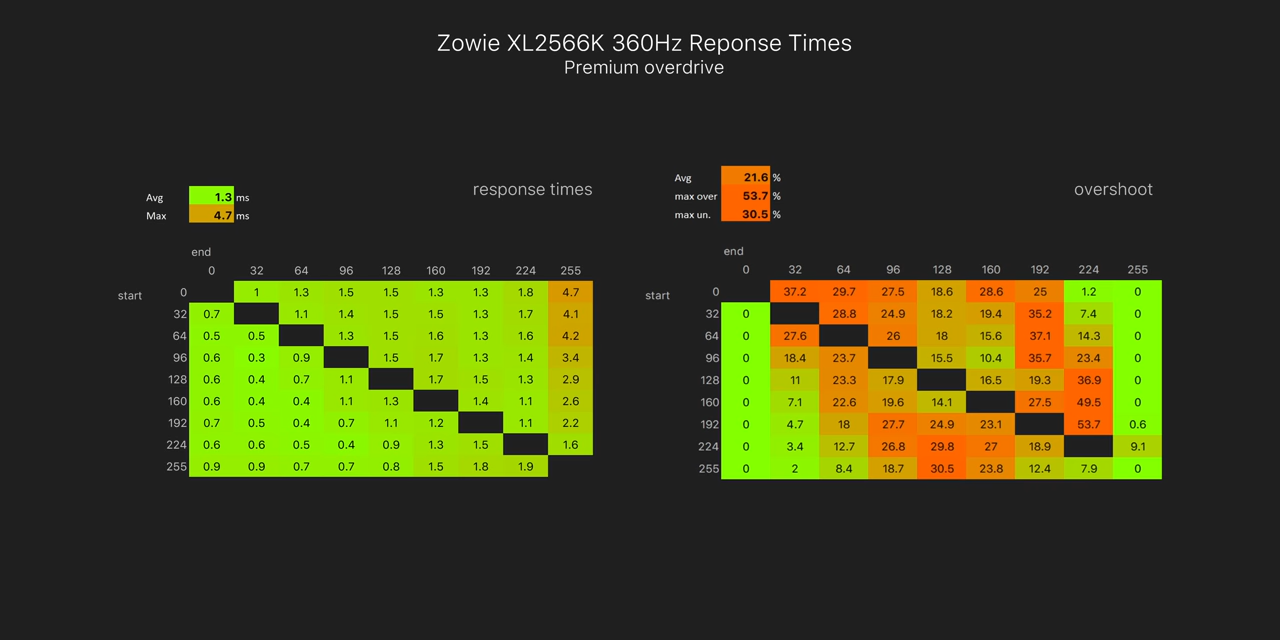 Zowie XL2566K 360Hz Reponse Times
Premium overdrive
Avg 1.3 ms
Max 4.7 ms
response times
end
0 32 64 96 128 160 192 224 255
start
0 1 1.3 1.5 1.5 1.3 1.3 1.8 4.7
32 0.7 1.1 1.4 1.5 1.5 1.3 1.7 4.1
64 0.5 0.5 1.3 1.5 1.6 1.3 1.6 4.2
96 0.6 0.3 0.9 1.5 1.7 1.3 1.4 3.4
128 0.6 0.4 0.7 1.1 1.7 1.5 1.3 2.9
160 0.6 0.4 0.4 1.1 1.3 1.4 1.1 2.6
192 0.7 0.5 0.4 0.7 1.1 1.2 1.1 2.2
224 0.6 0.6 0.5 0.4 0.9 1.3 1.5 1.6
255 0.9 0.9 0.7 0.7 0.8 1.5 1.8 1.9
Avg 21.6 %
max over 53.7 %
max un. 30.5 %
overshoot
end
0 32 64 96 128 160 192 224 255
start
0 37.2 29.7 27.5 18.6 28.6 25 1.2 0
32 0 28.8 24.9 18.2 19.4 35.2 7.4 0
64 0 27.6 26 18 15.6 37.1 14.3 0
96 0 18.4 23.7 15.5 10.4 35.7 23.4 0
128 0 11 23.3 17.9 16.5 19.3 36.9 0
160 0 7.1 22.6 19.6 14.1 27.5 49.5 0
192 0 4.7 18 27.7 24.9 23.1 53.7 0.6
224 0 3.4 12.7 26.8 29.8 27 18.9 9.1
255 0 2 8.4 18.7 30.5 23.8 12.4 7.9 0